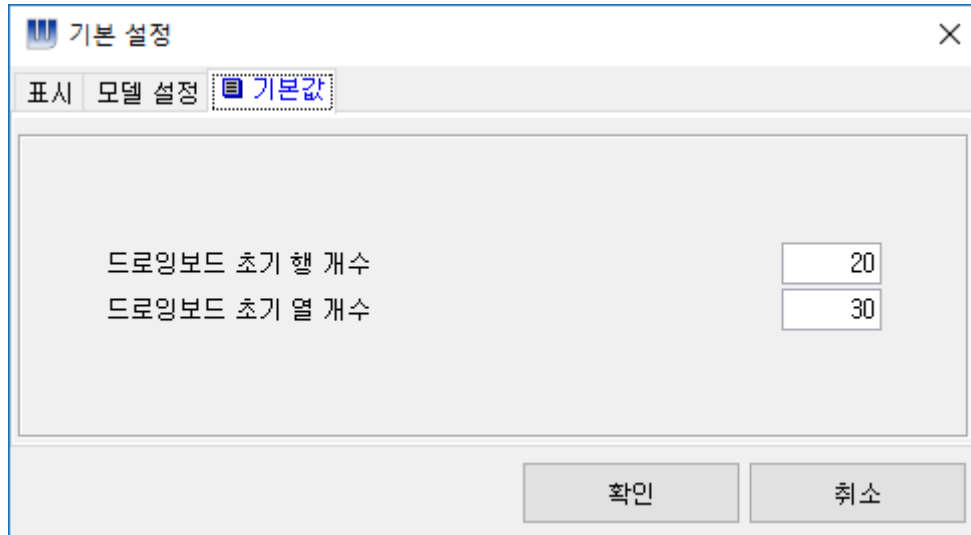 기본 설정
표시 모델 설정 기본값
드로잉보드 초기 행 개수 20
드로잉보드 초기 열 개수 30
확인 취소